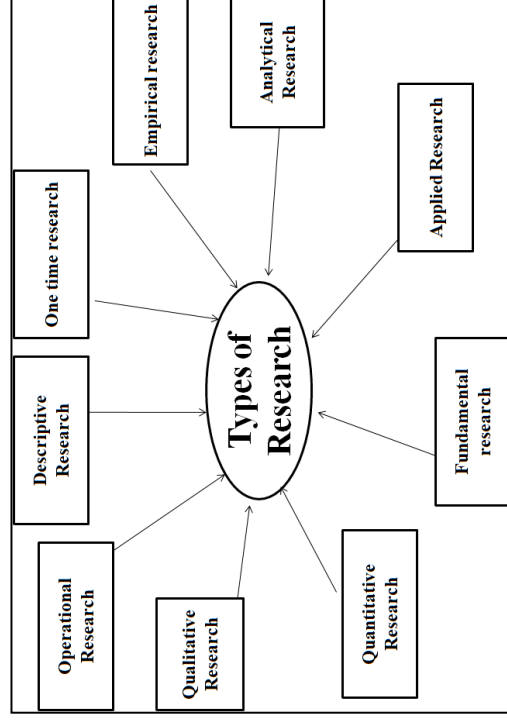 Operational
Research
Descriptive
Research
One time research
Empirical research
Qualitative
Research
Types of
Research
Analytical
Research
Quantitative
Research
Fundamental
research
Applied Research